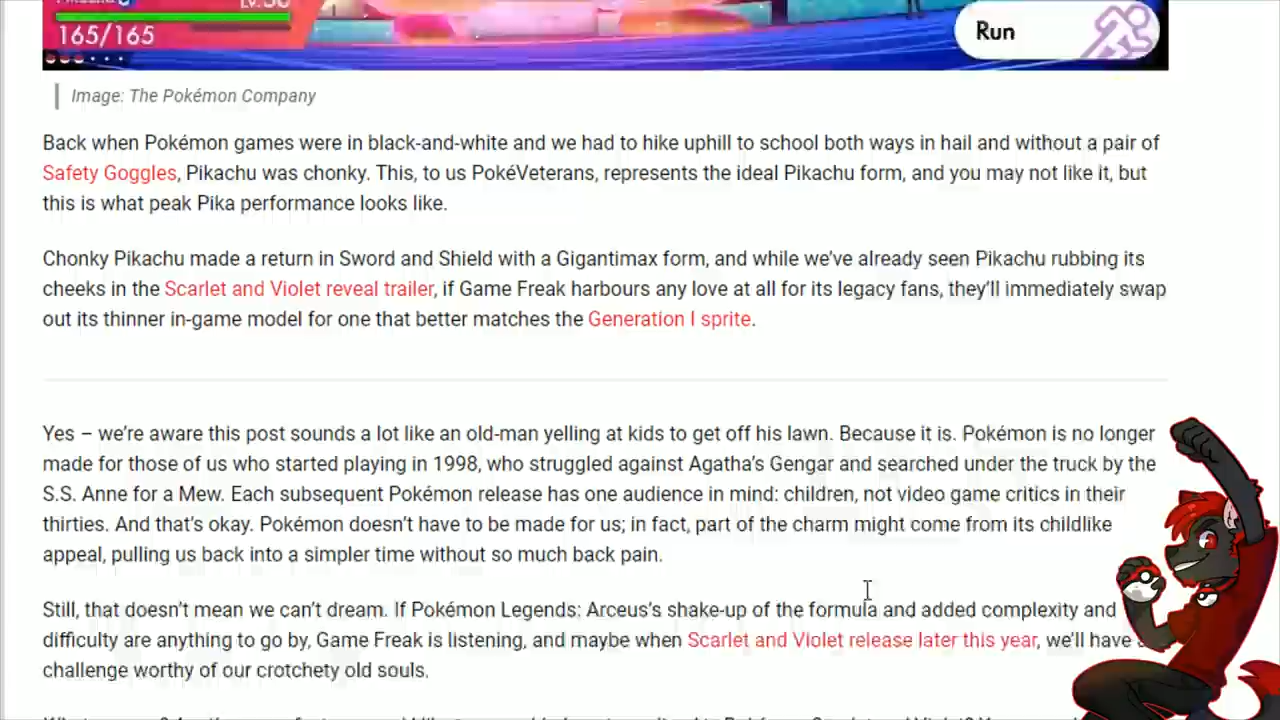 Lv.50
165/165
Run
Image: The Pokémon Company
Back when Pokémon games were in black-and-white and we had to hike uphill to school both ways in hail and without a pair of
Safety Goggles, Pikachu was chonky. This, to us PokéVeterans, represents the ideal Pikachu form, and you may not like it, but
this is what peak Pika performance looks like.
Chonky Pikachu made a return in Sword and Shield with a Gigantimax form, and while we've already seen Pikachu rubbing its
cheeks in the Scarlet and Violet reveal trailer, if Game Freak harbours any love at all for its legacy fans, they'll immediately swap
out its thinner in-game model for one that better matches the Generation I sprite.
Yes – we're aware this post sounds a lot like an old-man yelling at kids to get off his lawn. Because it is. Pokémon is no longer
made for those of us who started playing in 1998, who struggled against Agatha's Gengar and searched under the truck by the
S.S. Anne for a Mew. Each subsequent Pokémon release has one audience in mind: children, not video game critics in their
thirties. And that's okay. Pokémon doesn't have to be made for us; in fact, part of the charm might come from its childlike
appeal, pulling us back into a simpler time without so much back pain.
Still, that doesn't mean we can't dream. If Pokémon Legends: Arceus's shake-up of the formula and added complexity and
difficulty are anything to go by, Game Freak is listening, and maybe when Scarlet and Violet release later this year, we'll have
challenge worthy of our crotchety old souls.